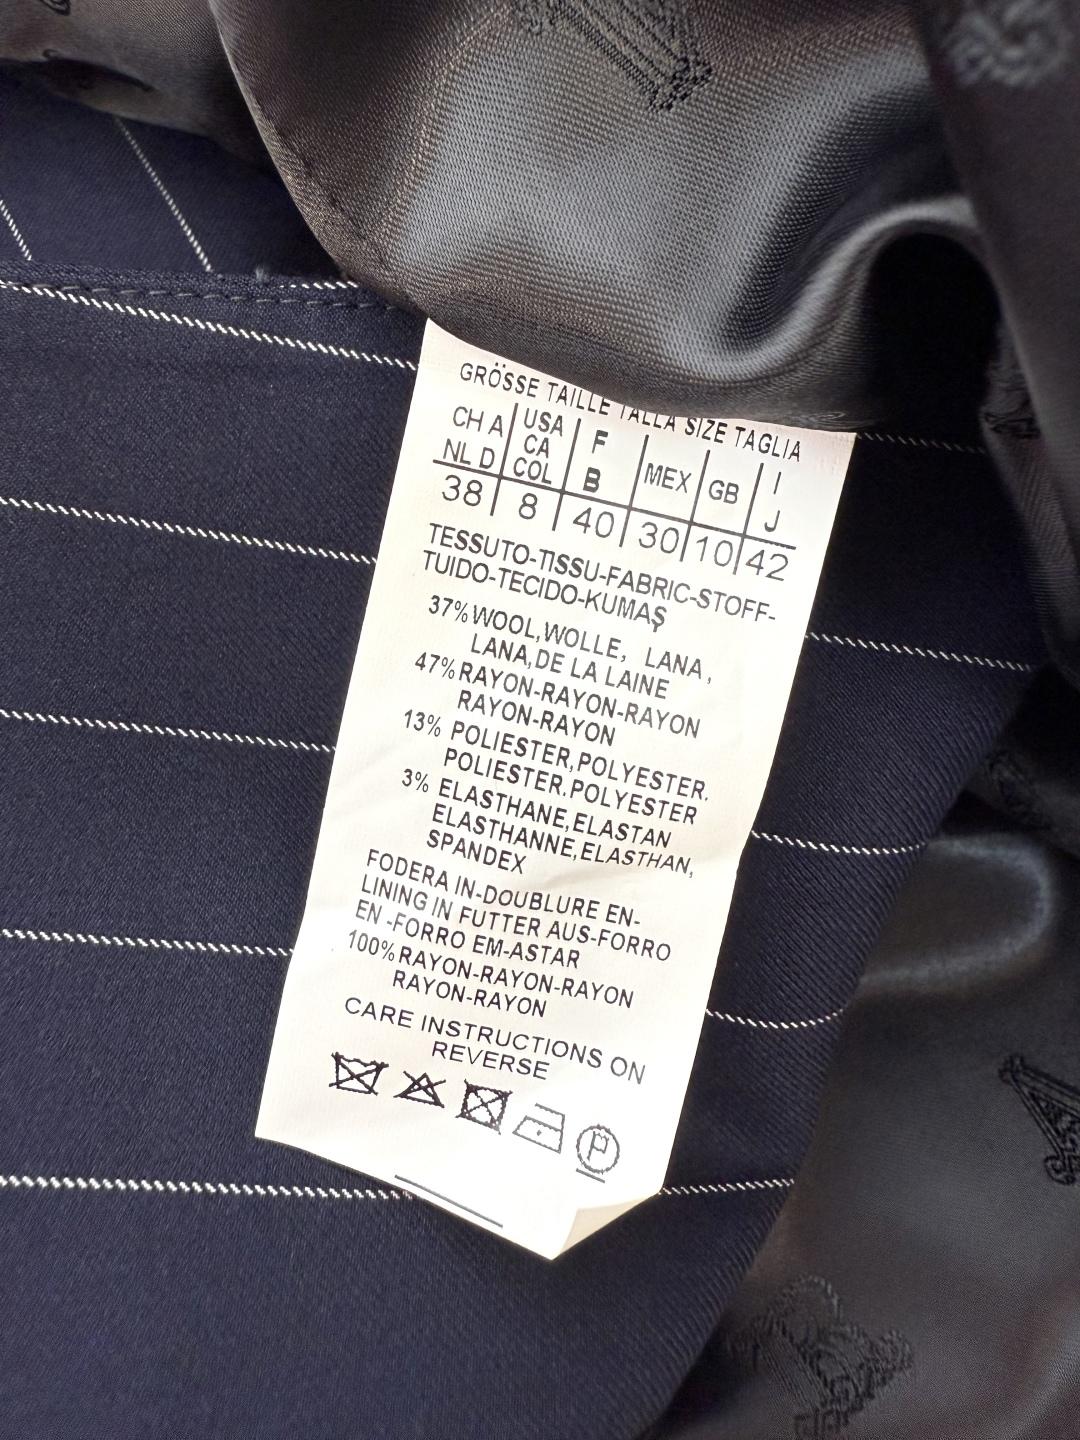 GRÖSSE TAILLE TALLA SIZE TAGLIA
CH A USA F MEX GB I
NL D CA B J
COL
38 8 40 30 10 42
TESSUTO-TISSU-FABRIC-STOFF-
TUIDO-TECIDO-KUMAŞ
37% WOOL,WOLLE, LANA,
LANA,DE LA LAINE
47% RAYON-RAYON-RAYON
RAYON-RAYON
13% POLIESTER,POLYESTER.
POLIESTER.POLYESTER
3% ELASTHANE,ELASTAN
ELASTHANNE,ELASTHAN,
SPANDEX
FODERA IN-DOUBLURE EN-
LINING IN FUTTER AUS-FORRO
EN -FORRO EM-ASTAR
100% RAYON-RAYON-RAYON
RAYON-RAYON
CARE INSTRUCTIONS ON
REVERSE
P